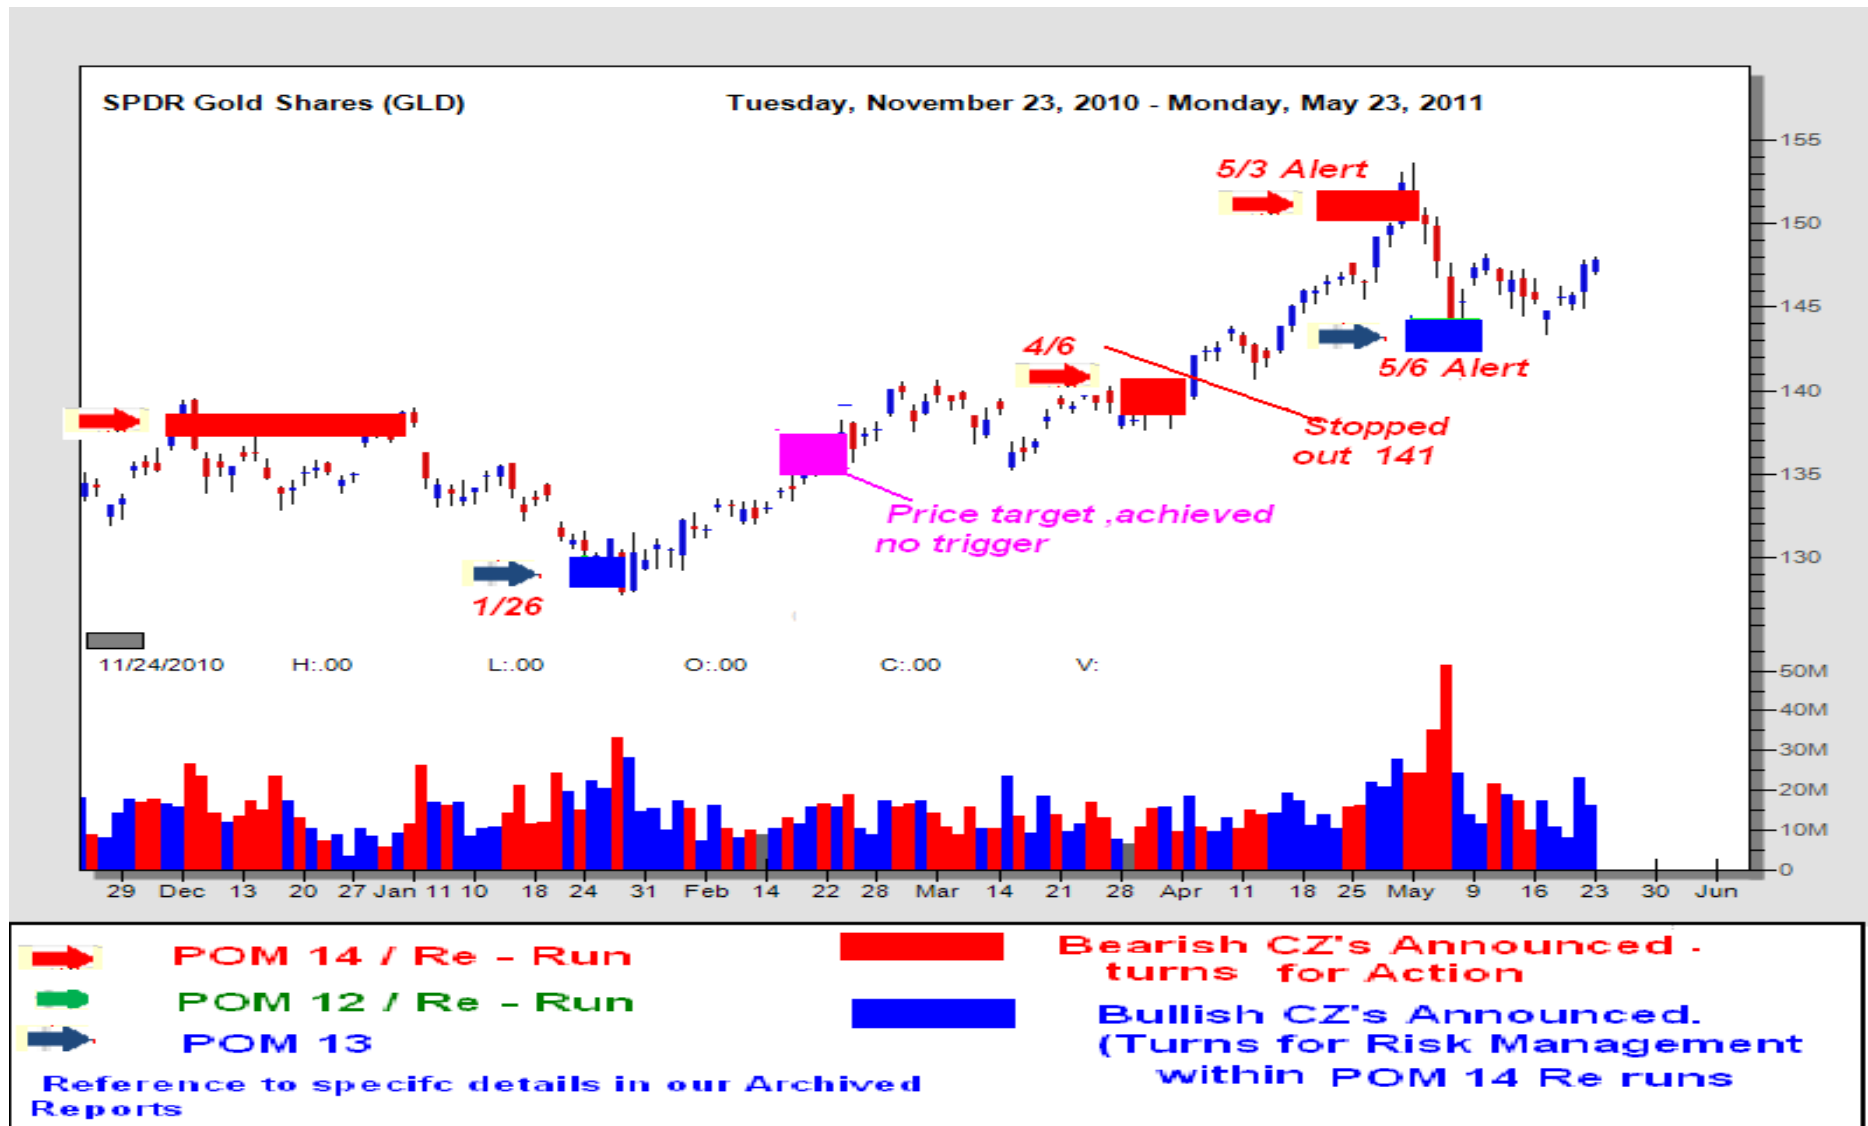 SPDR Gold Shares (GLD) Tuesday, November 23, 2010 - Monday, May 23, 2011
155
5/3 Alert
150
145
4/6
5/6 Alert
140
Stopped
out 141
135
Price target ,achieved
no trigger
130
1/26
11/24/2010 H:.00 L:.00 O:.00 C:.00 V:
50M
40M
30M
20M
10M
0
29 Dec 13 20 27 Jan 11 10 18 24 31 Feb 14 22 28 Mar 14 21 28 Apr 11 18 25 May 9 16 23 30 Jun
POM 14 / Re - Run
POM 12 / Re - Run
POM 13
Reference to specifc details in our Archived
Reports
Bearish CZ's Announced -
turns for Action
Bullish CZ's Announced.
(Turns for Risk Management
within POM 14 Re runs